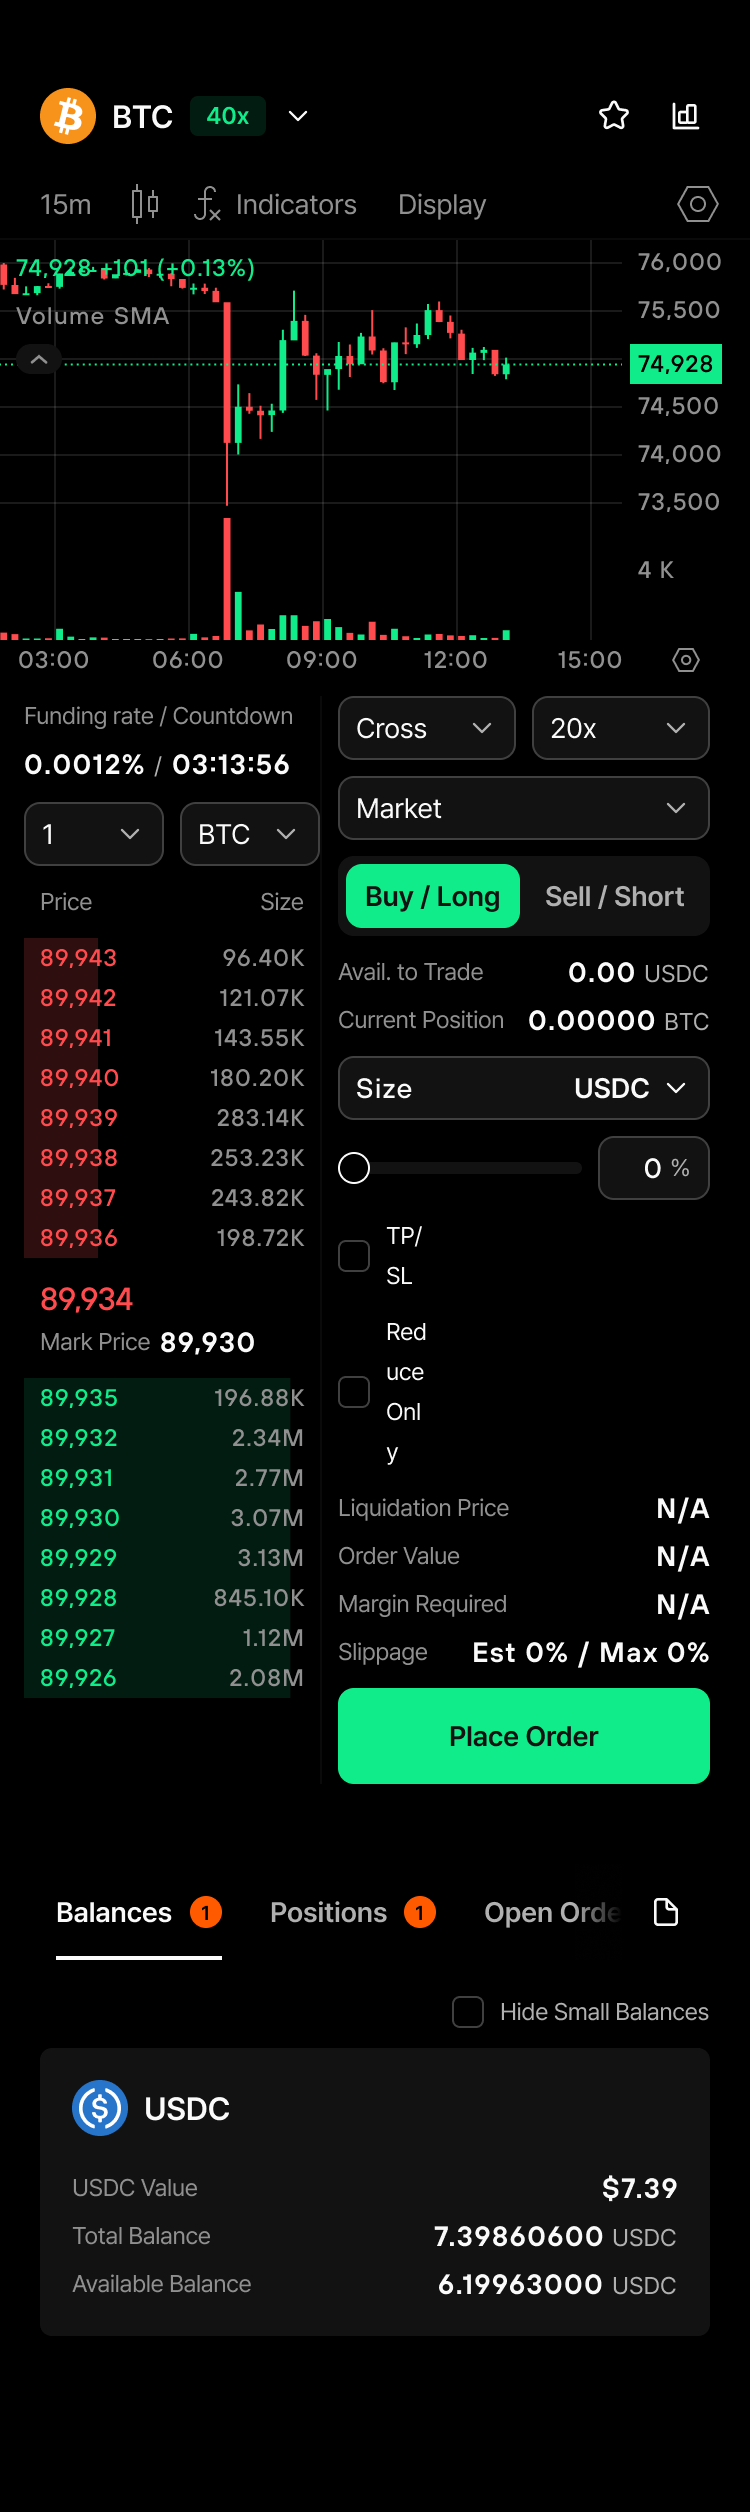 BTC 40x
15m Indicators Display
74,928 +101 (+0.13%)
Volume SMA
76,000
75,500
74,928
74,500
74,000
73,500
4 K
03:00 06:00 09:00 12:00 15:00
Funding rate / Countdown
0.0012% / 03:13:56
1 BTC
Price Size
89,943 96.40K
89,942 121.07K
89,941 143.55K
89,940 180.20K
89,939 283.14K
89,938 253.23K
89,937 243.82K
89,936 198.72K
89,934
Mark Price 89,930
89,935 196.88K
89,932 2.34M
89,931 2.77M
89,930 3.07M
89,929 3.13M
89,928 845.10K
89,927 1.12M
89,926 2.08M
Cross 20x
Market
Buy / Long Sell / Short
Avail. to Trade 0.00 USDC
Current Position 0.00000 BTC
Size USDC
0 %
TP/
SL
Red
uce
Onl
y
Liquidation Price N/A
Order Value N/A
Margin Required N/A
Slippage Est 0% / Max 0%
Place Order
Balances 1 Positions 1 Open Orde
Hide Small Balances
USDC
USDC Value $7.39
Total Balance 7.39860600 USDC
Available Balance 6.19963000 USDC